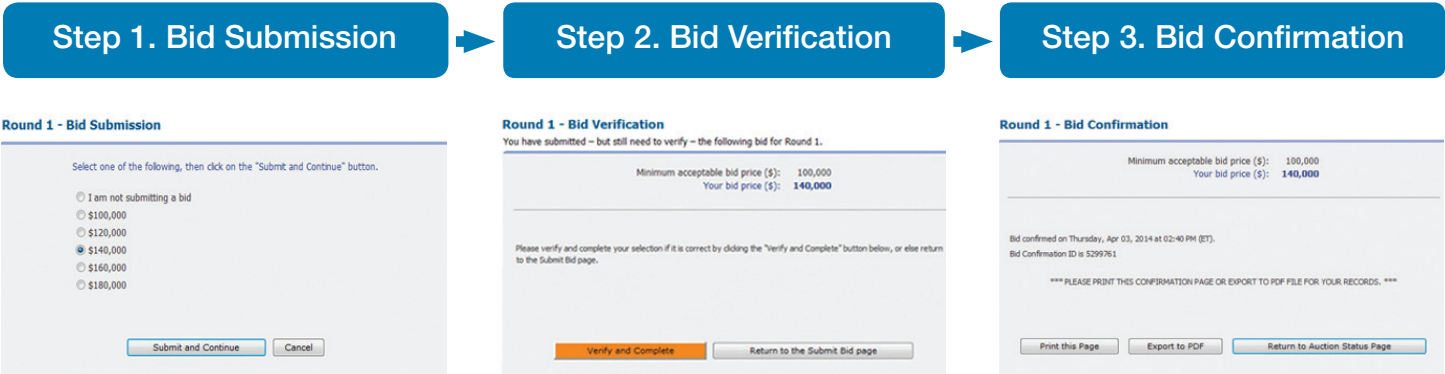 Step 1. Bid Submission
Step 2. Bid Verification
Step 3. Bid Confirmation
Round 1 - Bid Submission
Select one of the following, then click on the "Submit and Continue" button.
I am not submitting a bid
$100,000
$120,000
$140,000
$160,000
$180,000
Submit and Continue
Cancel
Round 1 - Bid Verification
You have submitted – but still need to verify – the following bid for Round 1.
Minimum acceptable bid price ($): 100,000
Your bid price ($): 140,000
Please verify and complete your selection if it is correct by clicking the "Verify and Complete" button below, or else return
to the Submit Bid page.
Verify and Complete
Return to the Submit Bid page
Round 1 - Bid Confirmation
Minimum acceptable bid price ($): 100,000
Your bid price ($): 140,000
Bid confirmed on Thursday, Apr 03, 2014 at 02:40 PM (ET).
Bid Confirmation ID is 5299761
*** PLEASE PRINT THIS CONFIRMATION PAGE OR EXPORT TO PDF FILE FOR YOUR RECORDS. ***
Print this Page
Export to PDF
Return to Auction Status Page